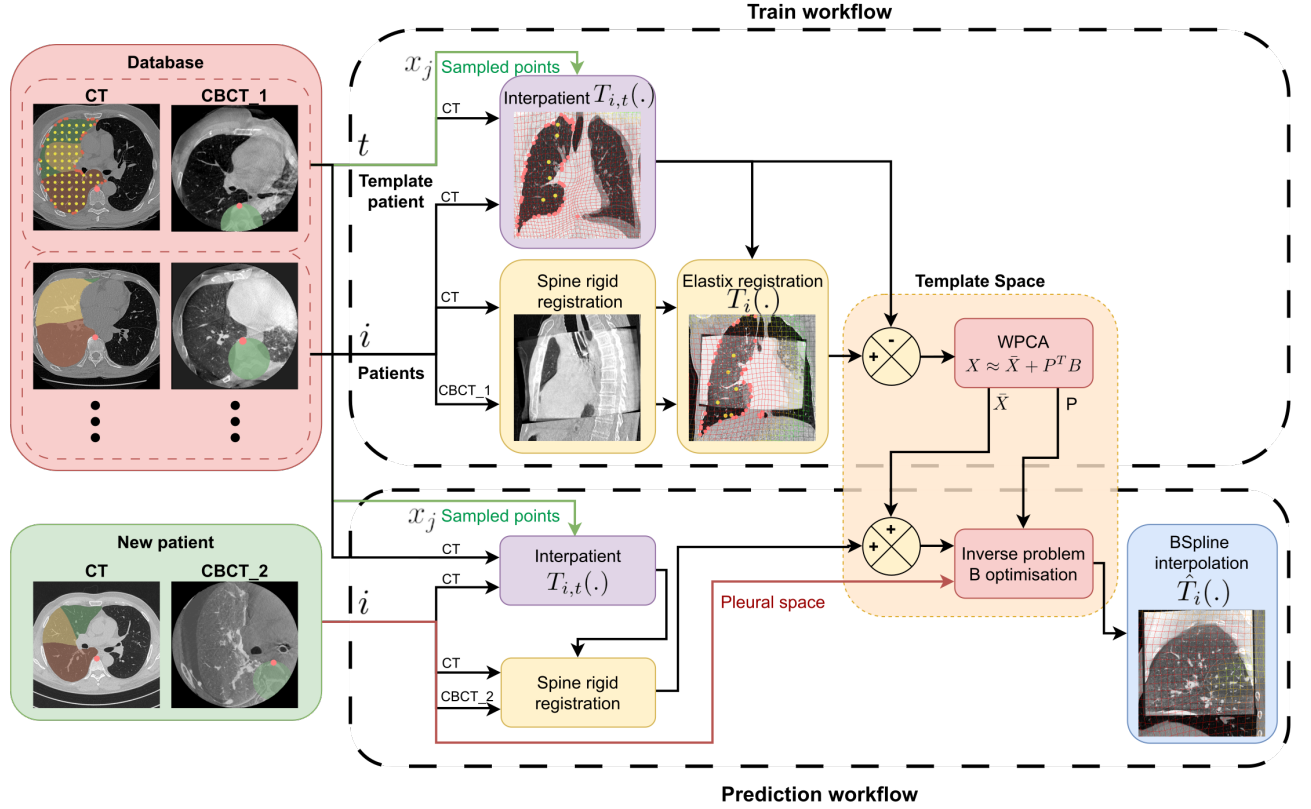 Train workflow
Database
CT
CBCT_1
t
Template
patient
i
Patients
x_j
Sampled points
CT
Interpatient T_{i,t}(.)
CT
CT
CBCT_1
Spine rigid
registration
Elastix registration
T_i(.)
Template Space
-
+
WPCA
X ≈ X̄ + P^T B
X̄
P
New patient
CT
CBCT_2
i
x_j
Sampled points
CT
CT
Interpatient
T_{i,t}(.)
CT
CBCT_2
Spine rigid
registration
Pleural space
+
+
Inverse problem
B optimisation
BSpline
interpolation
T̂_i(.)
Prediction workflow